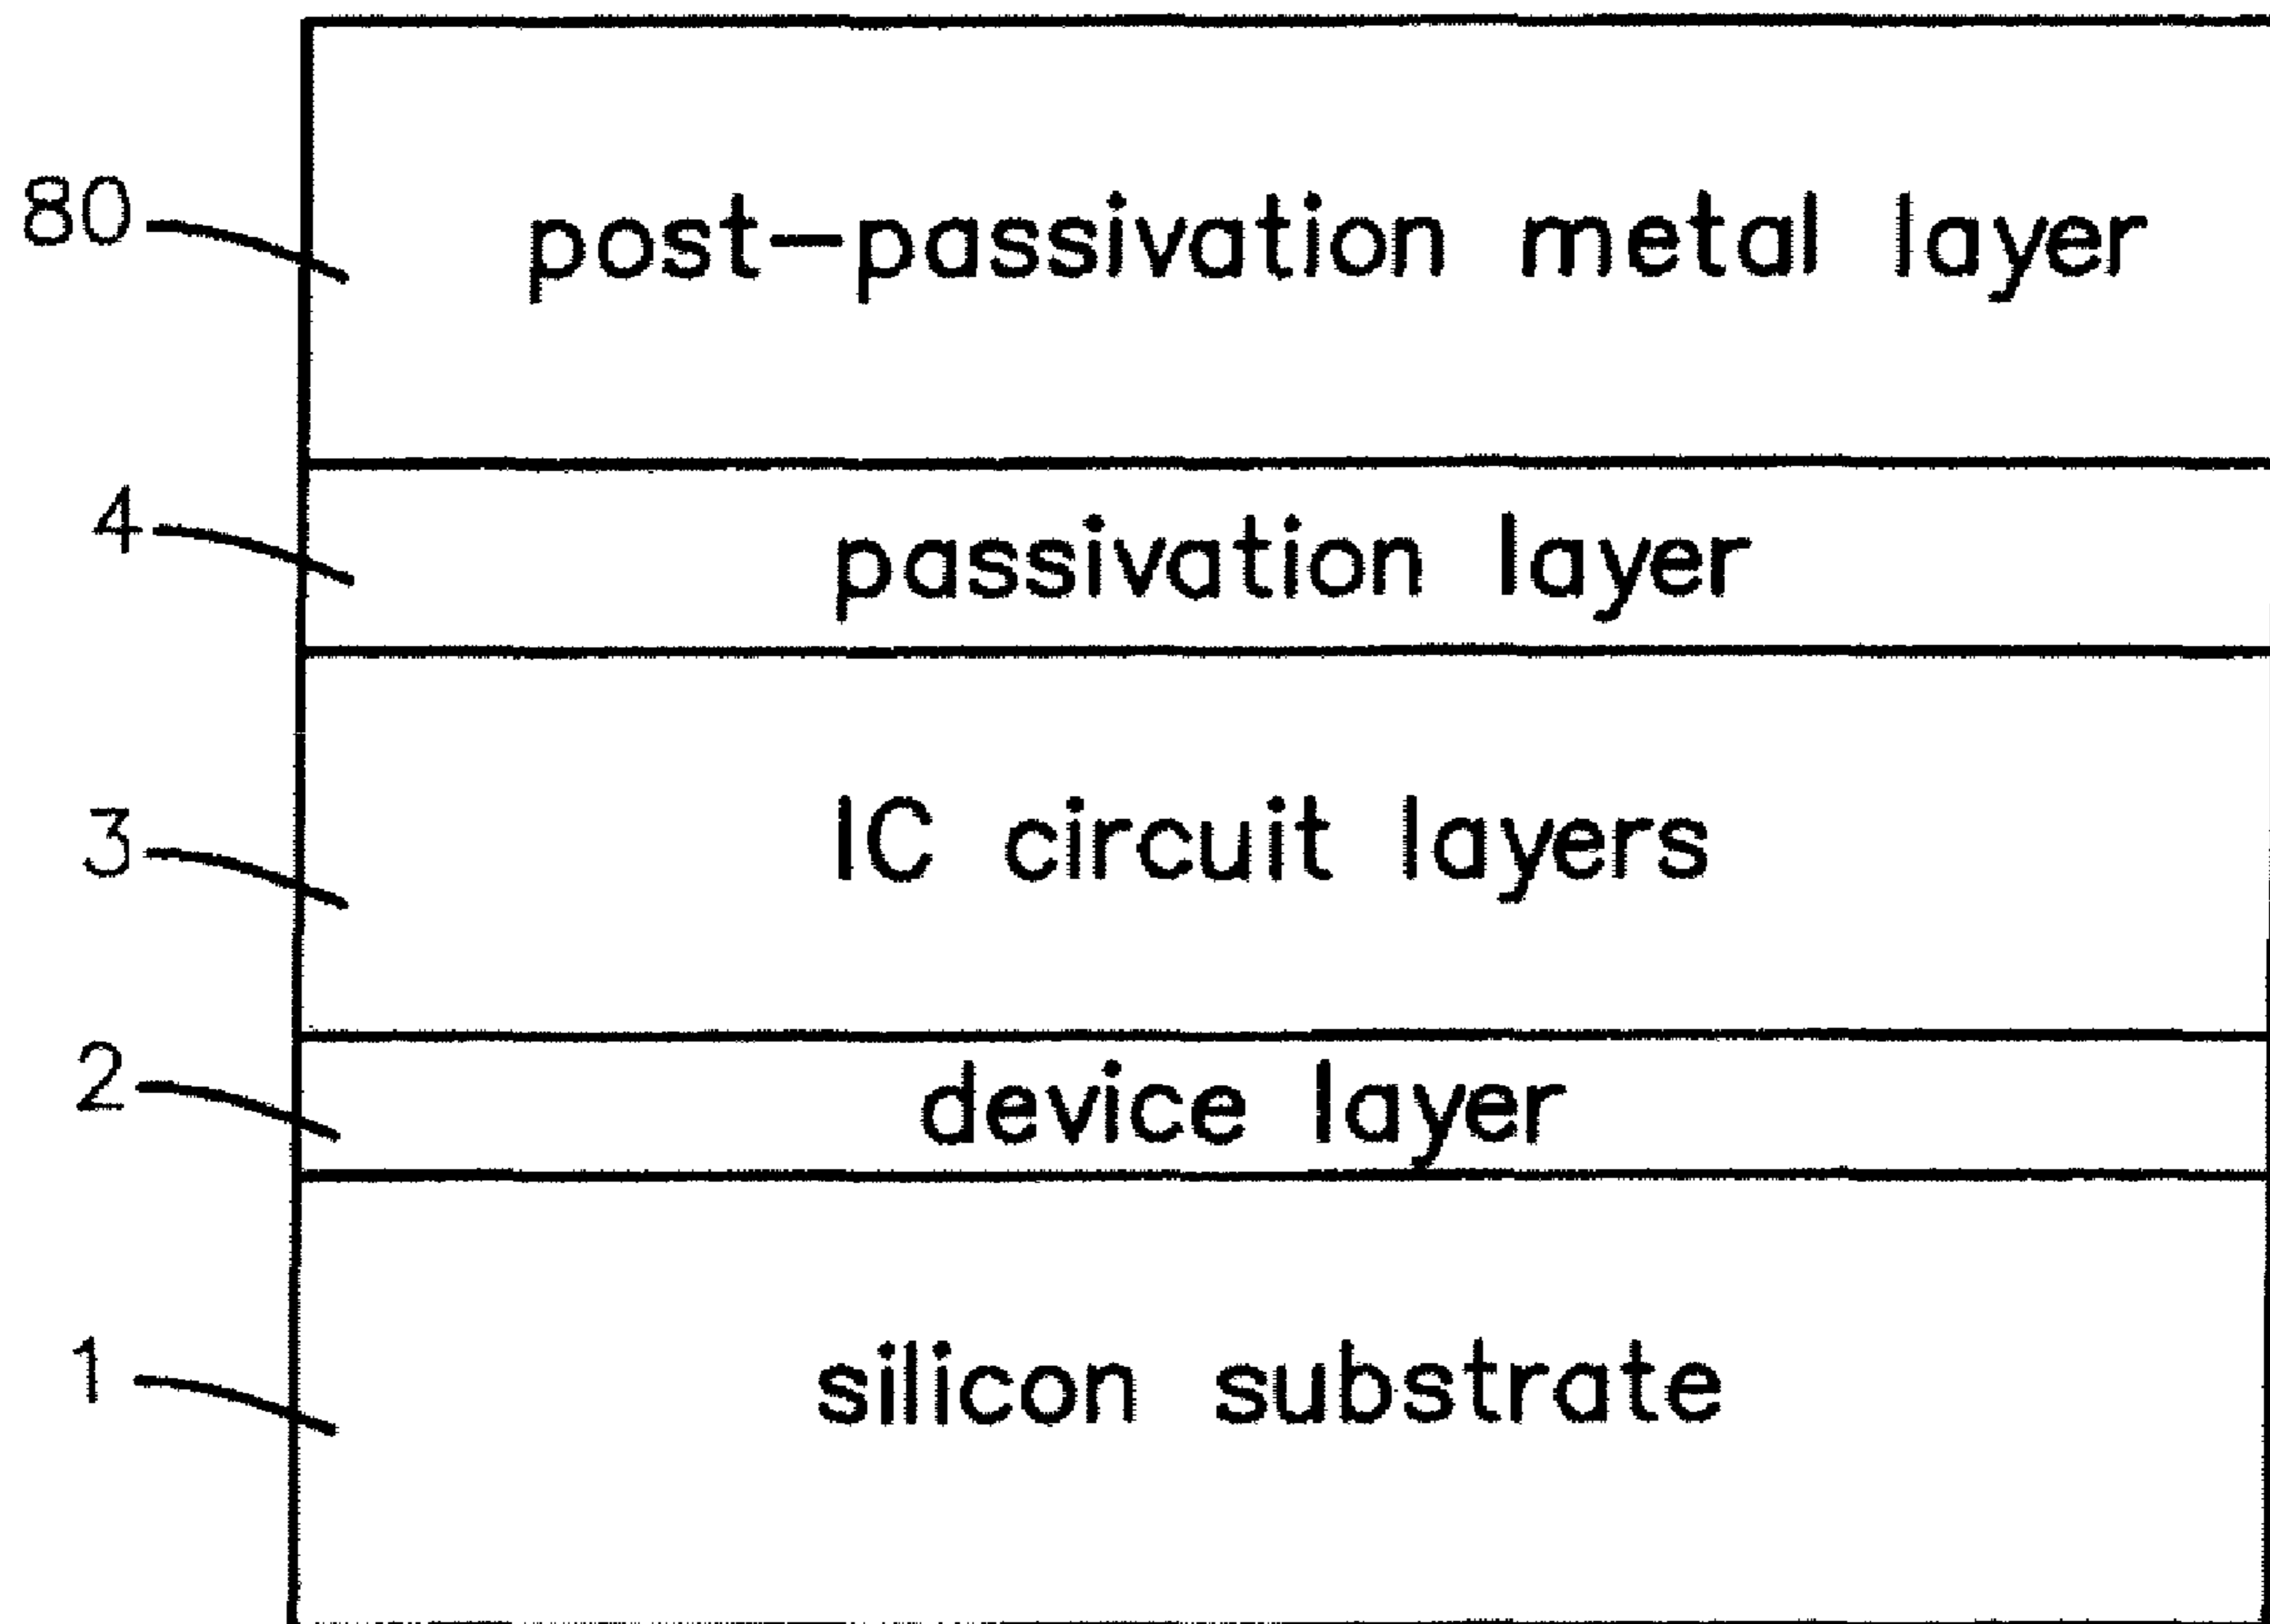 80 post-passivation metal layer
4 passivation layer
3 IC circuit layers
2 device layer
1 silicon substrate